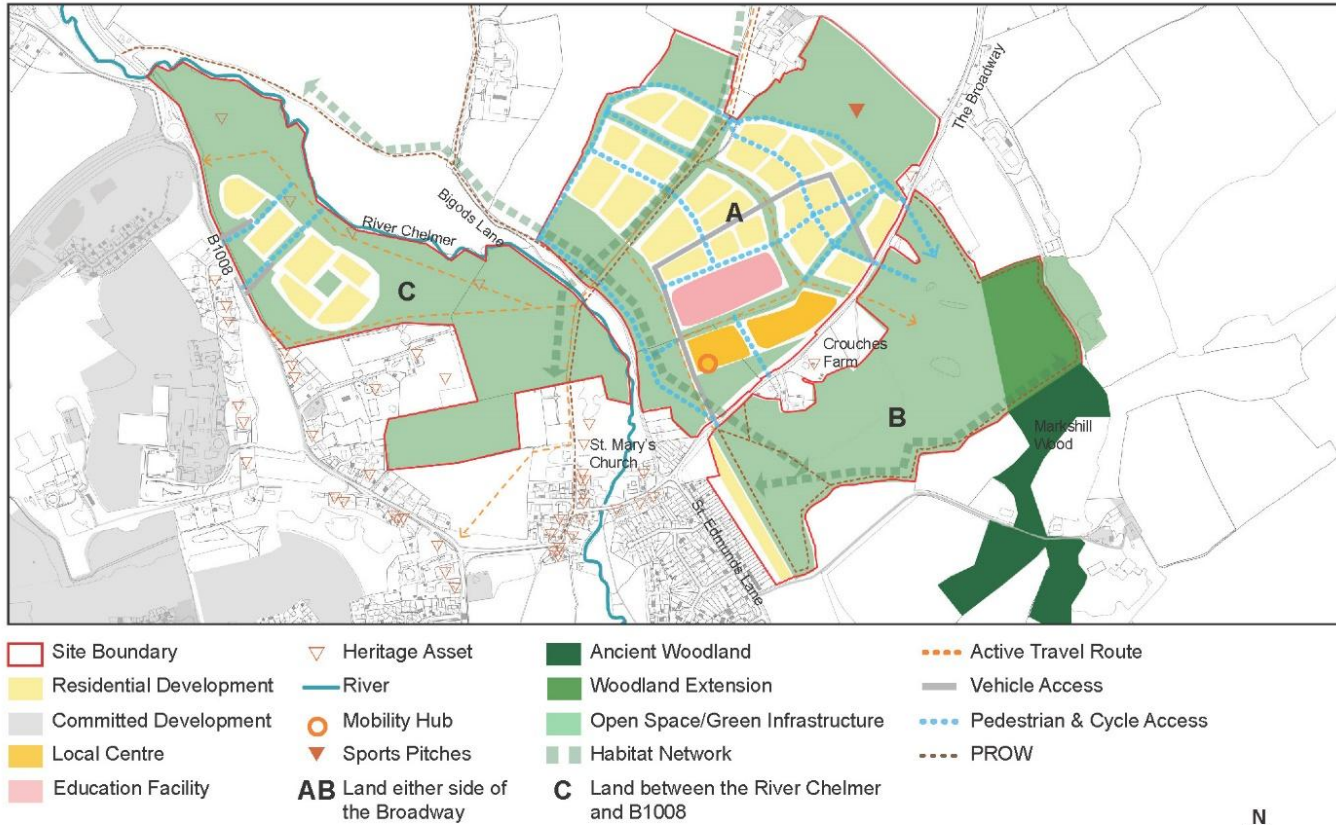 The Broadway
A
Bigods Lane
River Chelmer
B1008
C
Crouches
Farm
B
St. Mary's
Church
Markshill
Wood
St. Edmunds Lane
Site Boundary
Residential Development
Committed Development
Local Centre
Education Facility
Heritage Asset
River
Mobility Hub
Sports Pitches
AB Land either side of
the Broadway
Ancient Woodland
Woodland Extension
Open Space/Green Infrastructure
Habitat Network
C Land between the River Chelmer
and B1008
Active Travel Route
Vehicle Access
Pedestrian & Cycle Access
PROW
N